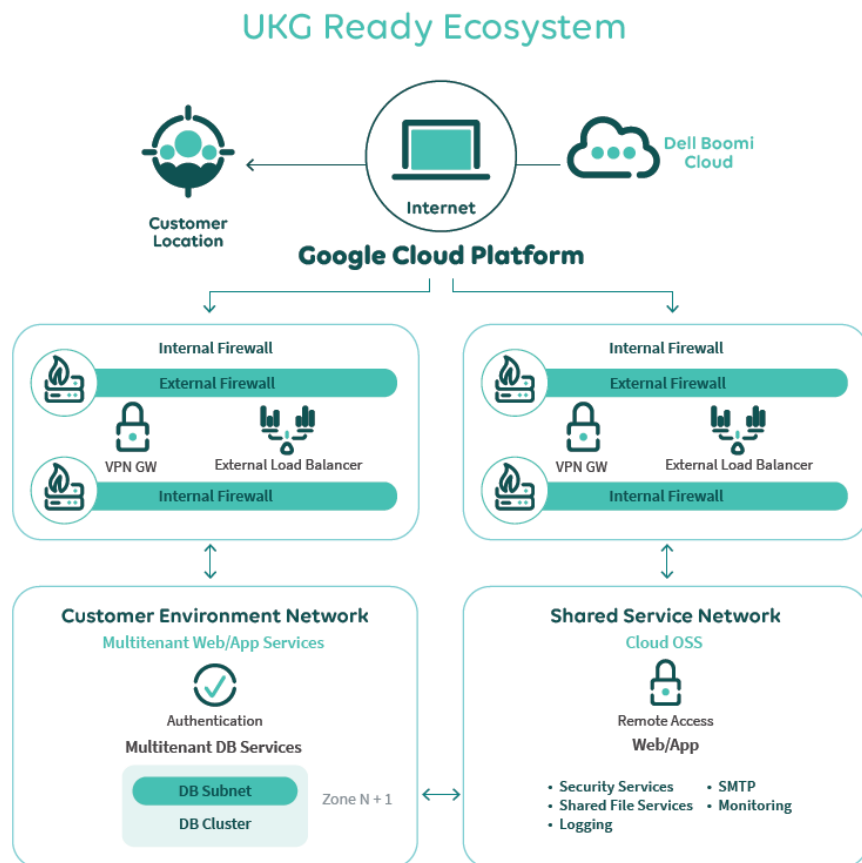 UKG Ready Ecosystem
Dell Boomi
Cloud
Internet
Customer
Location
Google Cloud Platform
Internal Firewall
External Firewall
VPN GW
External Load Balancer
Internal Firewall
Internal Firewall
External Firewall
VPN GW
External Load Balancer
Internal Firewall
Customer Environment Network
Multitenant Web/App Services
Authentication
Multitenant DB Services
DB Subnet
DB Cluster
Zone N + 1
Shared Service Network
Cloud OSS
Remote Access
Web/App
• Security Services
• Shared File Services
• Logging
• SMTP
• Monitoring